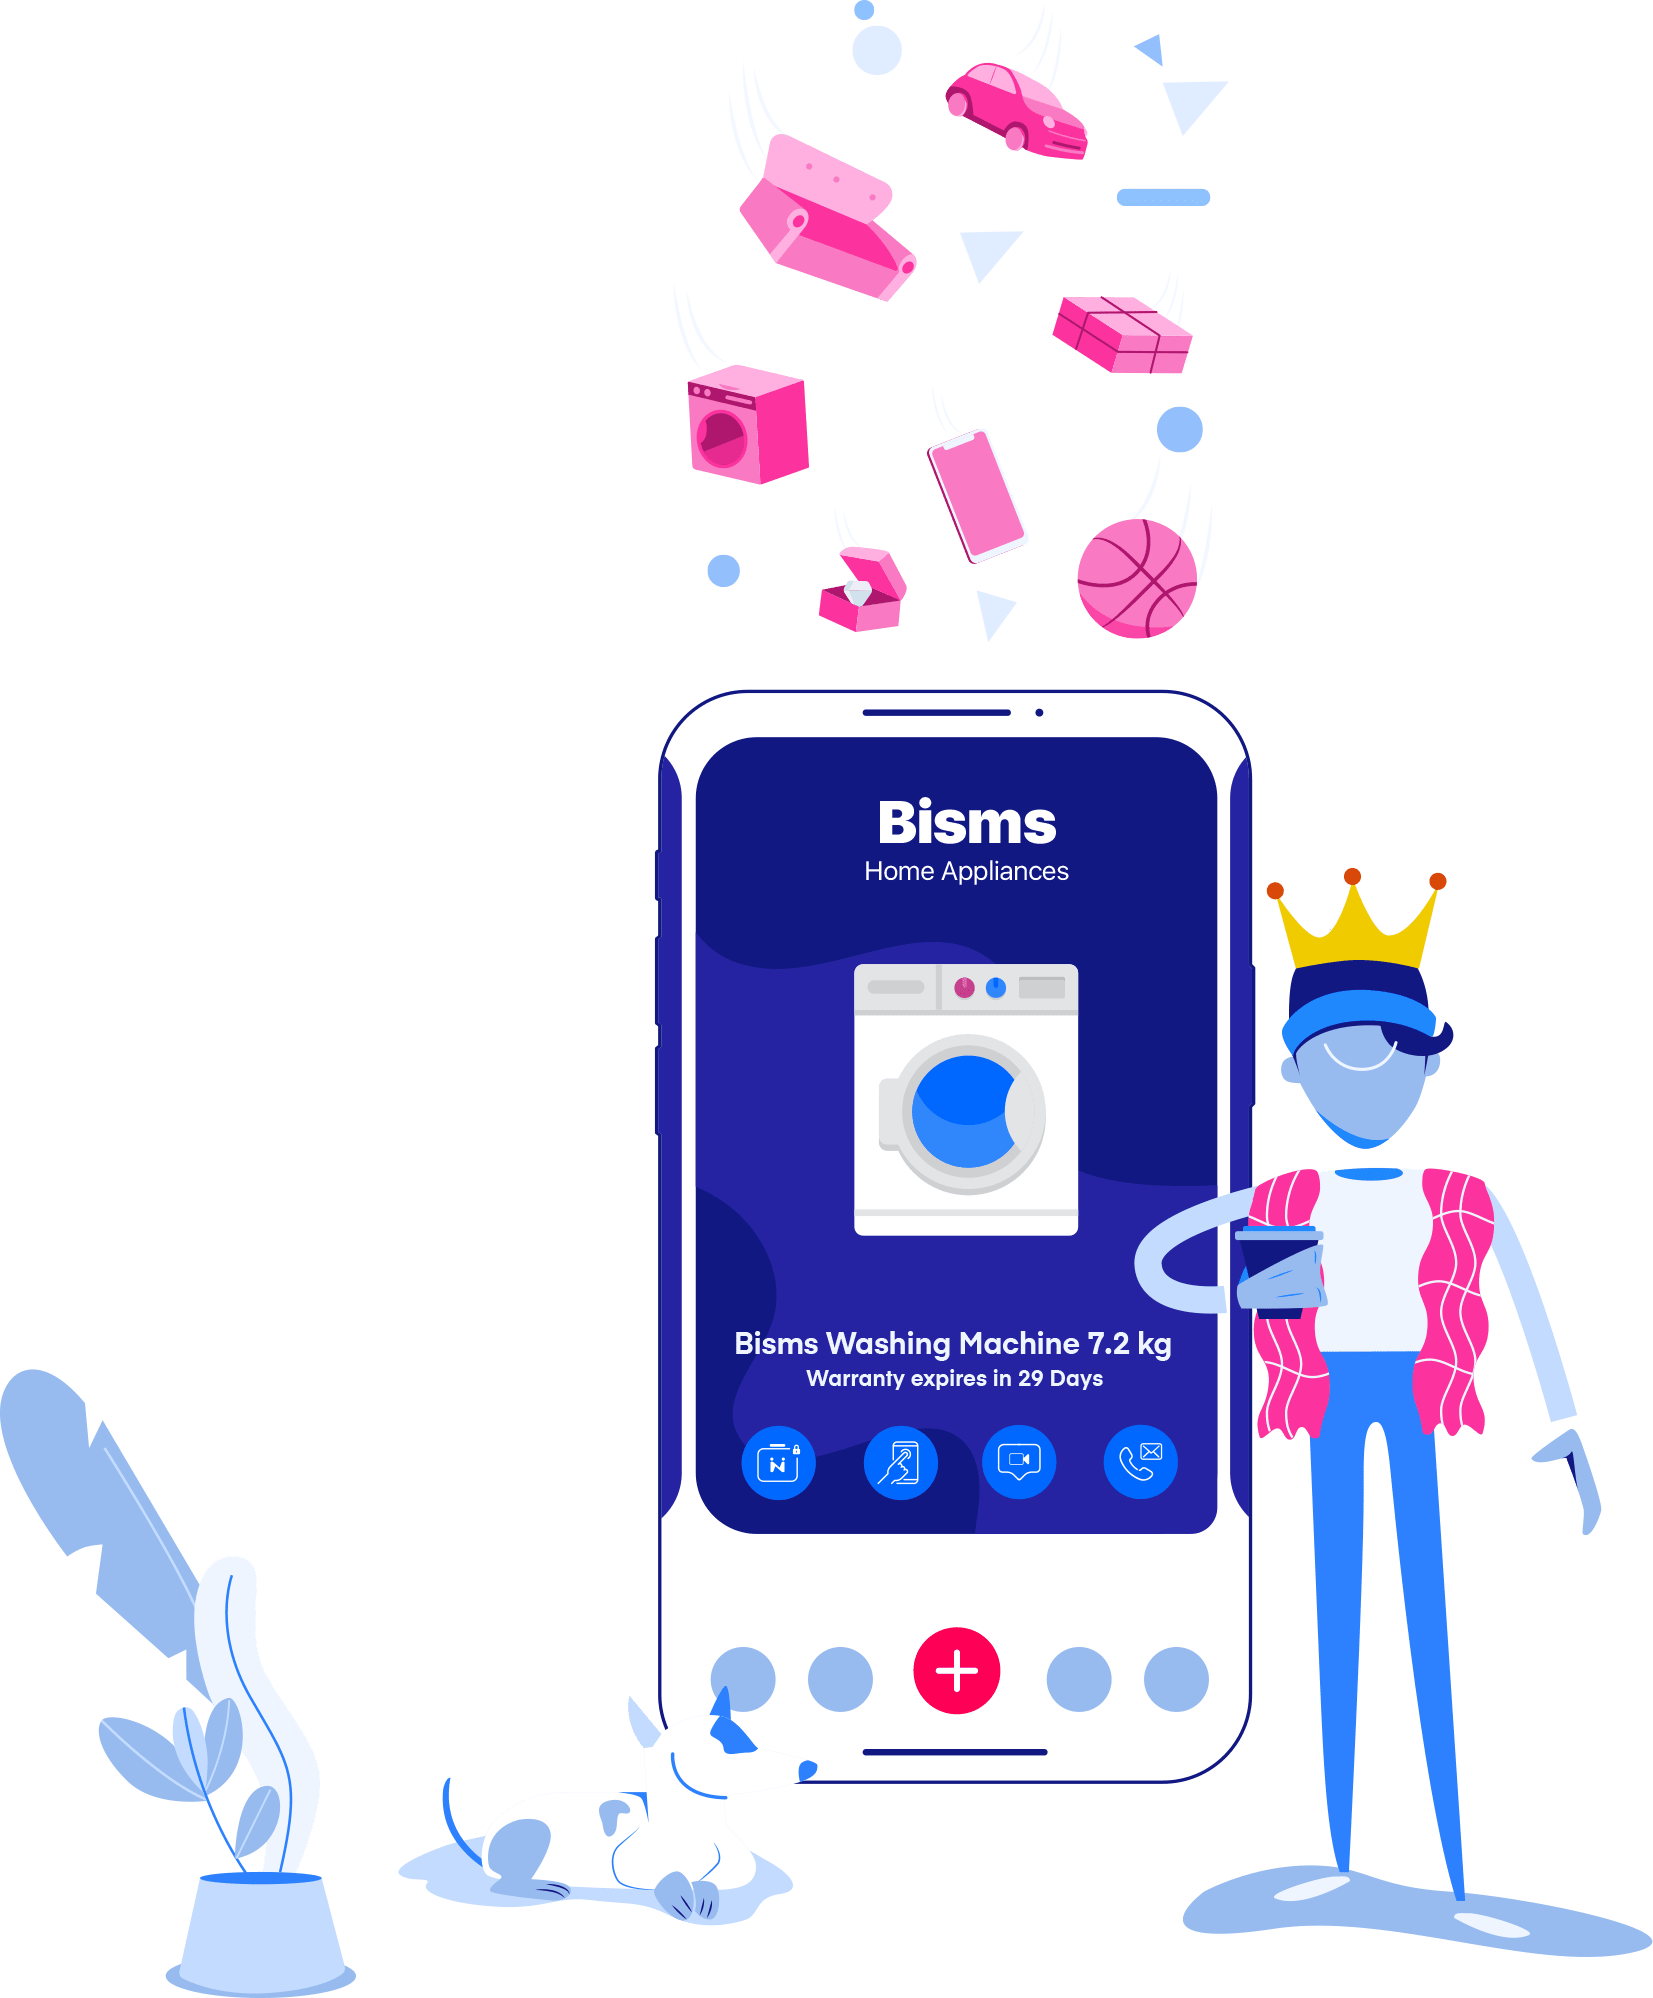 Bisms
Home Appliances
Bisms Washing Machine 7.2 kg
Warranty expires in 29 Days